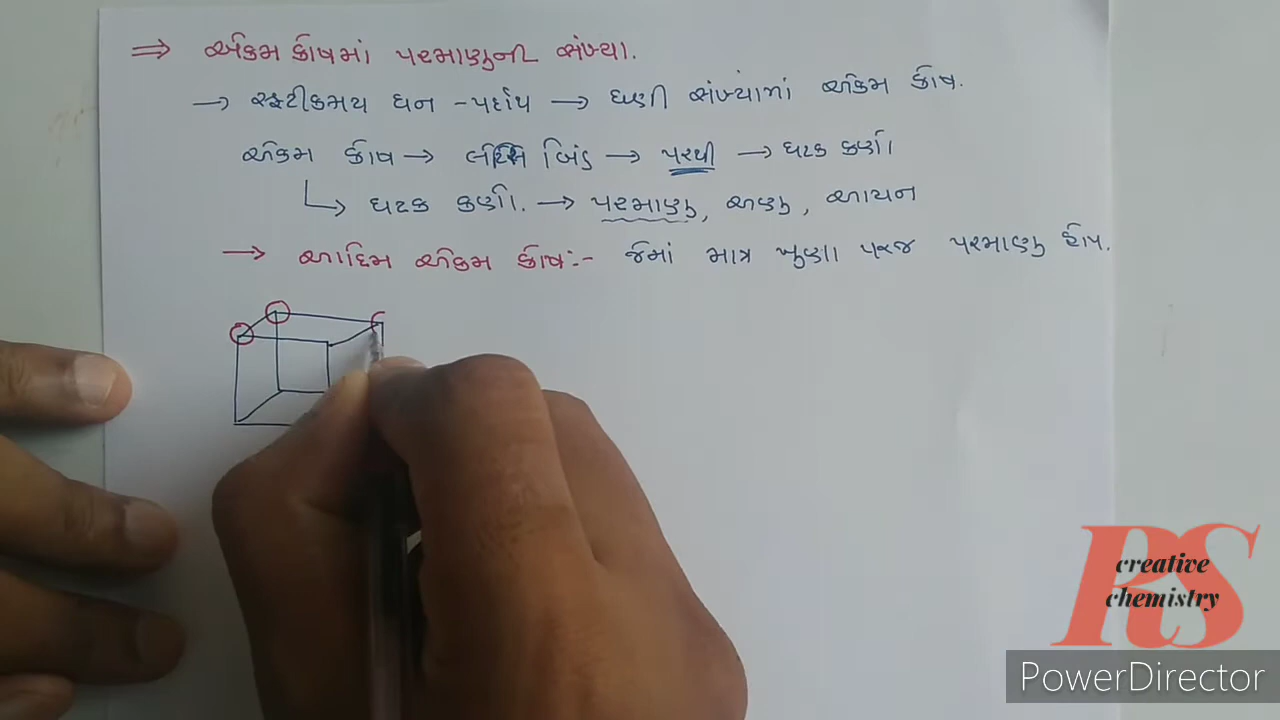 ⇒ એકમ કોષમાં પરમાણુની સંખ્યા.
→ સ્ફટીકમય ઘન - પદાર્થ → ઘણી સંખ્યામાં એકમ કોષ.
એકમ કોષ → લેટિસ બિંદુ → પરથી → ઘટક કણો
↳ ઘટક કણો. → પરમાણુ, અણુ, આયન
→ આદિમ એકમ કોષ:- જેમાં માત્ર ખુણા પરજ પરમાણુ હોય.
RS
creative
chemistry
PowerDirector